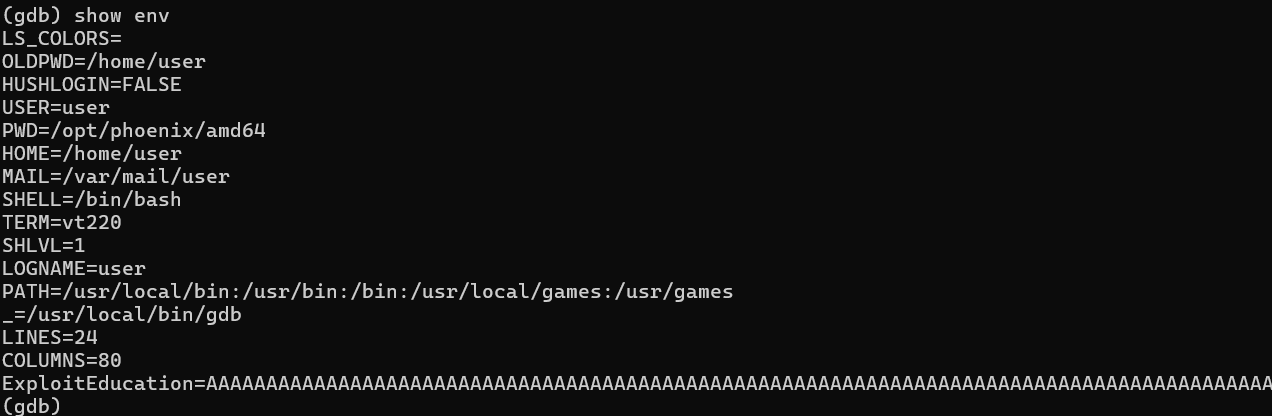 (gdb) show env
LS_COLORS=
OLDPWD=/home/user
HUSHLOGIN=FALSE
USER=user
PWD=/opt/phoenix/amd64
HOME=/home/user
MAIL=/var/mail/user
SHELL=/bin/bash
TERM=vt220
SHLVL=1
LOGNAME=user
PATH=/usr/local/bin:/usr/bin:/bin:/usr/local/games:/usr/games
_=/usr/local/bin/gdb
LINES=24
COLUMNS=80
ExploitEducation=AAAAAAAAAAAAAAAAAAAAAAAAAAAAAAAAAAAAAAAAAAAAAAAAAAAAAAAAAAAAAAAAAAAAAAAAAAAAAAAAAAAAAAAAA
(gdb)